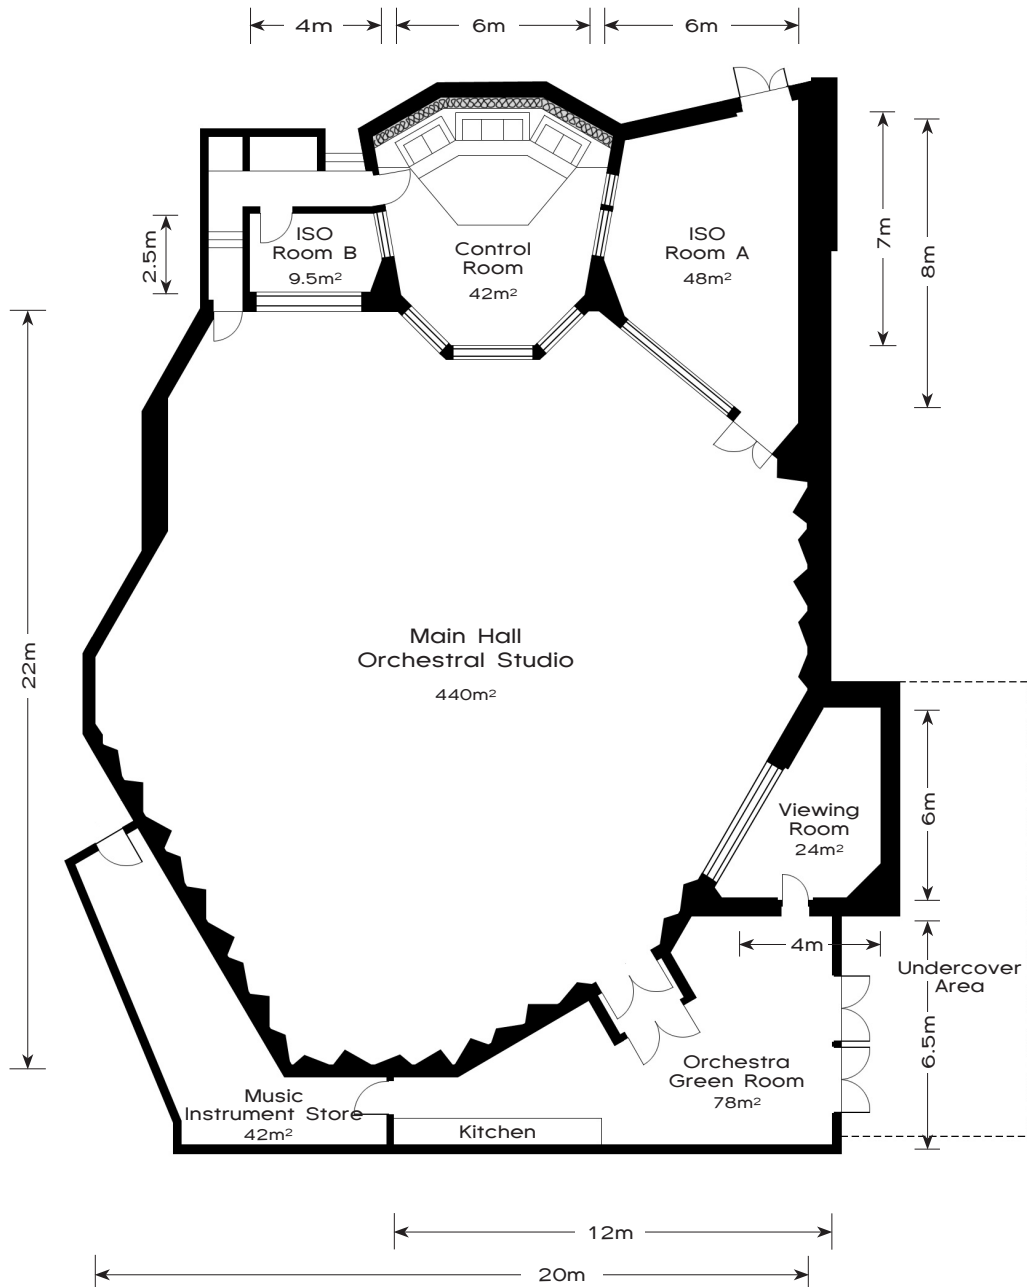 4m
6m
6m
2.5m
ISO
Room B
9.5m²
Control
Room
42m²
ISO
Room A
48m²
7m
8m
22m
Main Hall
Orchestral Studio
440m²
Viewing
Room
24m²
6m
4m
Undercover
Area
6.5m
Orchestra
Green Room
78m²
Music
Instrument Store
42m²
Kitchen
12m
20m